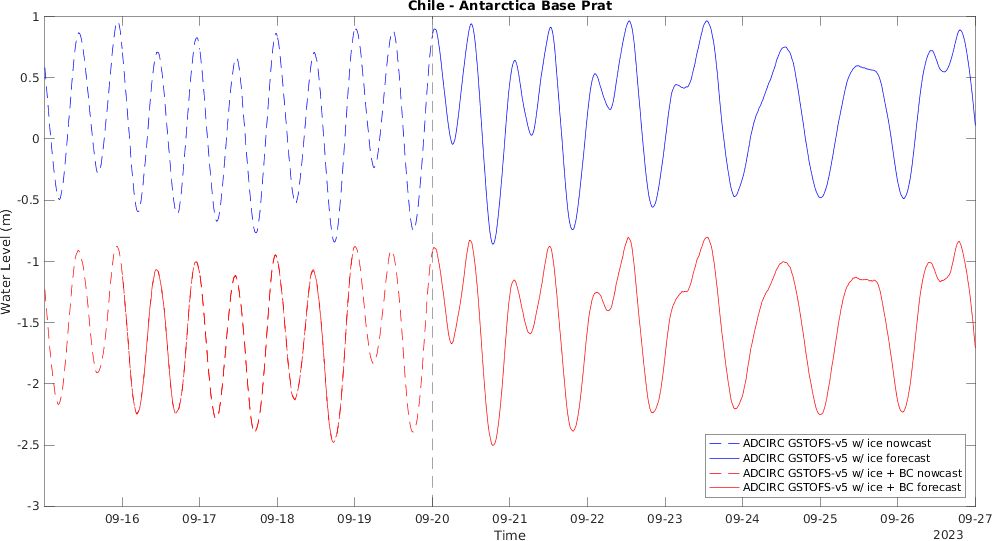 Chile - Antarctica Base Prat
Water Level (m)
1
0.5
0
-0.5
-1
-1.5
-2
-2.5
-3
ADCIRC GSTOFS-v5 w/ ice nowcast
ADCIRC GSTOFS-v5 w/ ice forecast
ADCIRC GSTOFS-v5 w/ ice + BC nowcast
ADCIRC GSTOFS-v5 w/ ice + BC forecast
09-16 09-17 09-18 09-19 09-20 09-21 09-22 09-23 09-24 09-25 09-26 09-27
Time
2023